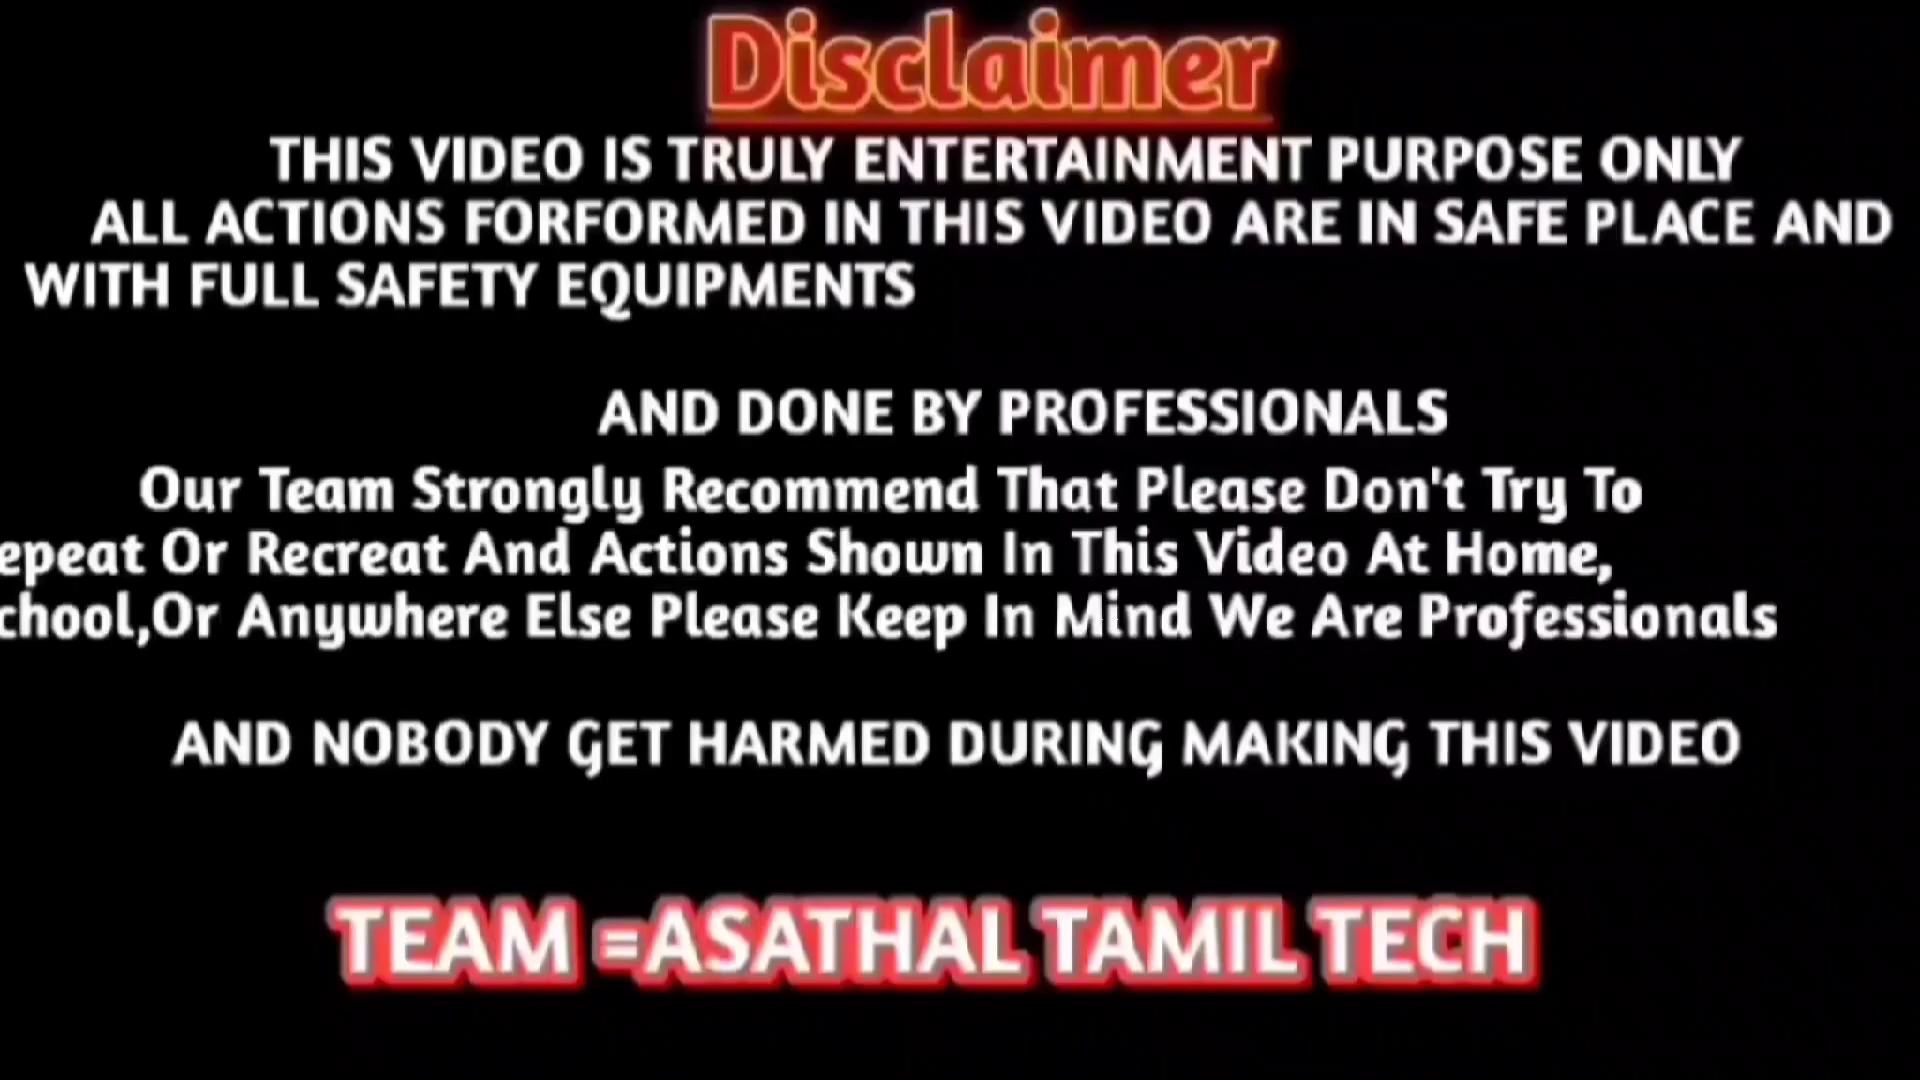 Disclaimer
THIS VIDEO IS TRULY ENTERTAINMENT PURPOSE ONLY
ALL ACTIONS FORFORMED IN THIS VIDEO ARE IN SAFE PLACE AND
WITH FULL SAFETY EQUIPMENTS
AND DONE BY PROFESSIONALS
Our Team Strongly Recommend That Please Don't Try To
epeat Or Recreat And Actions Shown In This Video At Home,
chool,Or Anywhere Else Please Keep In Mind We Are Professionals
AND NOBODY GET HARMED DURING MAKING THIS VIDEO
TEAM =ASATHAL TAMIL TECH